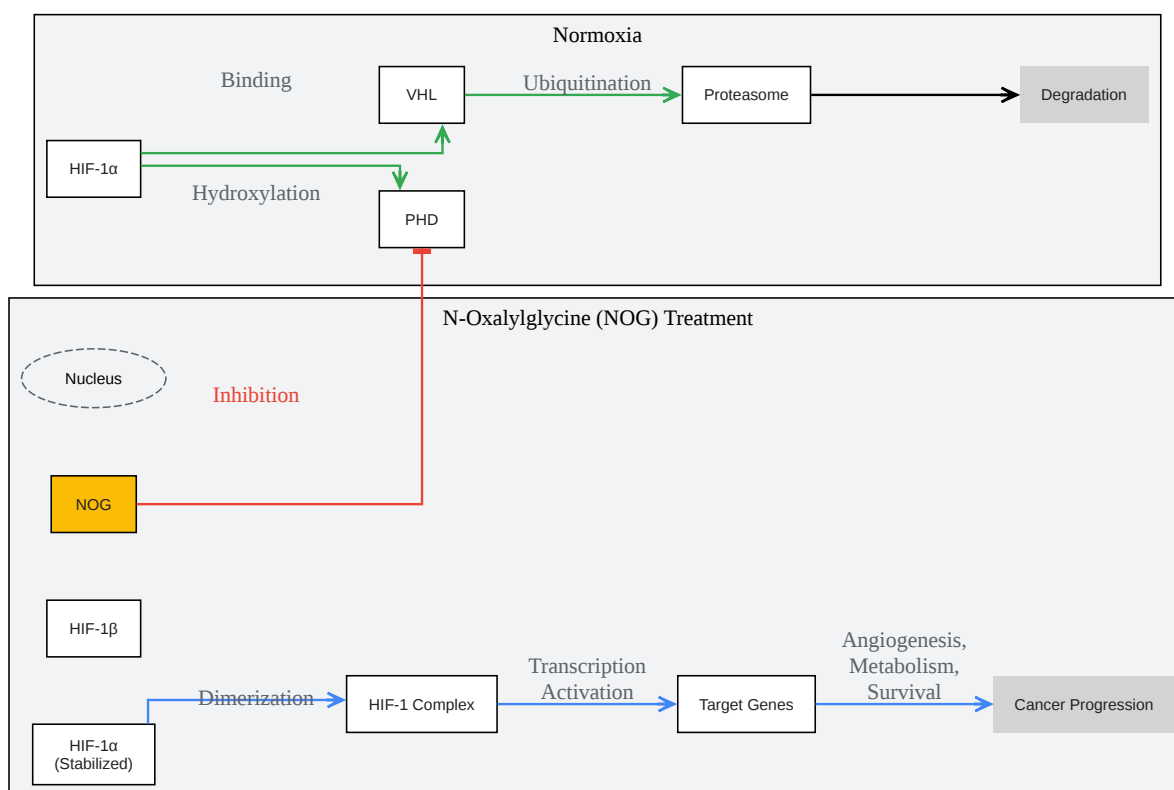 Normoxia
Binding
VHL
Ubiquitination
Proteasome
Degradation
HIF-1α
Hydroxylation
PHD
N-Oxalylglycine (NOG) Treatment
Nucleus
Inhibition
NOG
HIF-1β
Angiogenesis,
Metabolism,
Survival
Transcription
Activation
Dimerization
HIF-1 Complex
Target Genes
Cancer Progression
HIF-1α
(Stabilized)